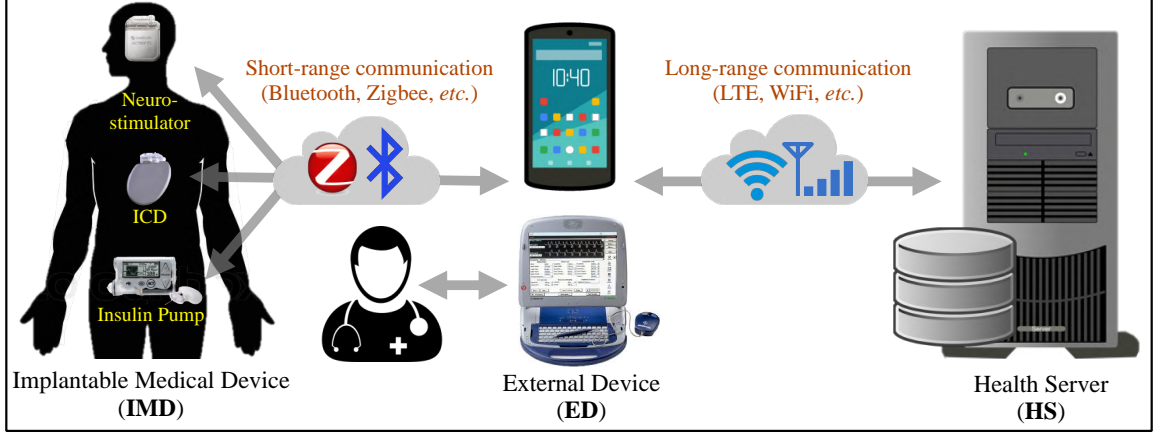 Short-range communication
(Bluetooth, Zigbee, etc.)
Long-range communication
(LTE, WiFi, etc.)
10:40
Neuro-
stimulator
ICD
Insulin Pump
Implantable Medical Device
(IMD)
External Device
(ED)
Health Server
(HS)